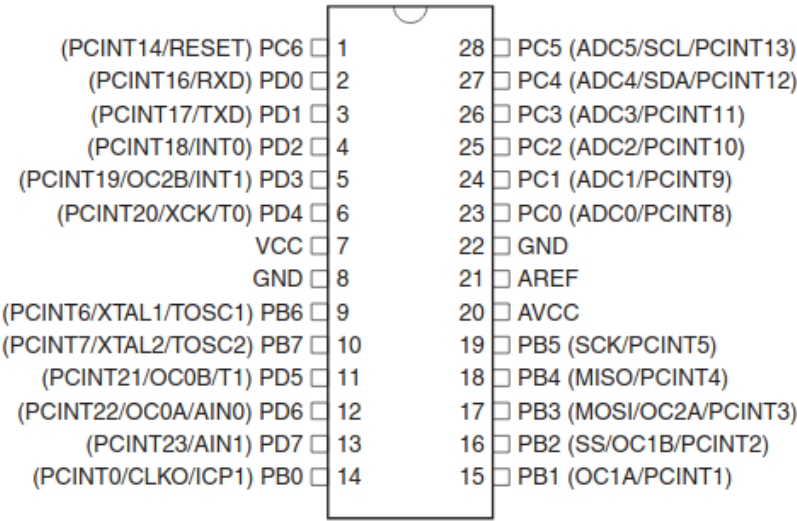 (PCINT14/RESET) PC6 1 28 PC5 (ADC5/SCL/PCINT13)
(PCINT16/RXD) PD0 2 27 PC4 (ADC4/SDA/PCINT12)
(PCINT17/TXD) PD1 3 26 PC3 (ADC3/PCINT11)
(PCINT18/INT0) PD2 4 25 PC2 (ADC2/PCINT10)
(PCINT19/OC2B/INT1) PD3 5 24 PC1 (ADC1/PCINT9)
(PCINT20/XCK/T0) PD4 6 23 PC0 (ADC0/PCINT8)
VCC 7 22 GND
GND 8 21 AREF
(PCINT6/XTAL1/TOSC1) PB6 9 20 AVCC
(PCINT7/XTAL2/TOSC2) PB7 10 19 PB5 (SCK/PCINT5)
(PCINT21/OC0B/T1) PD5 11 18 PB4 (MISO/PCINT4)
(PCINT22/OC0A/AIN0) PD6 12 17 PB3 (MOSI/OC2A/PCINT3)
(PCINT23/AIN1) PD7 13 16 PB2 (SS/OC1B/PCINT2)
(PCINT0/CLKO/ICP1) PB0 14 15 PB1 (OC1A/PCINT1)